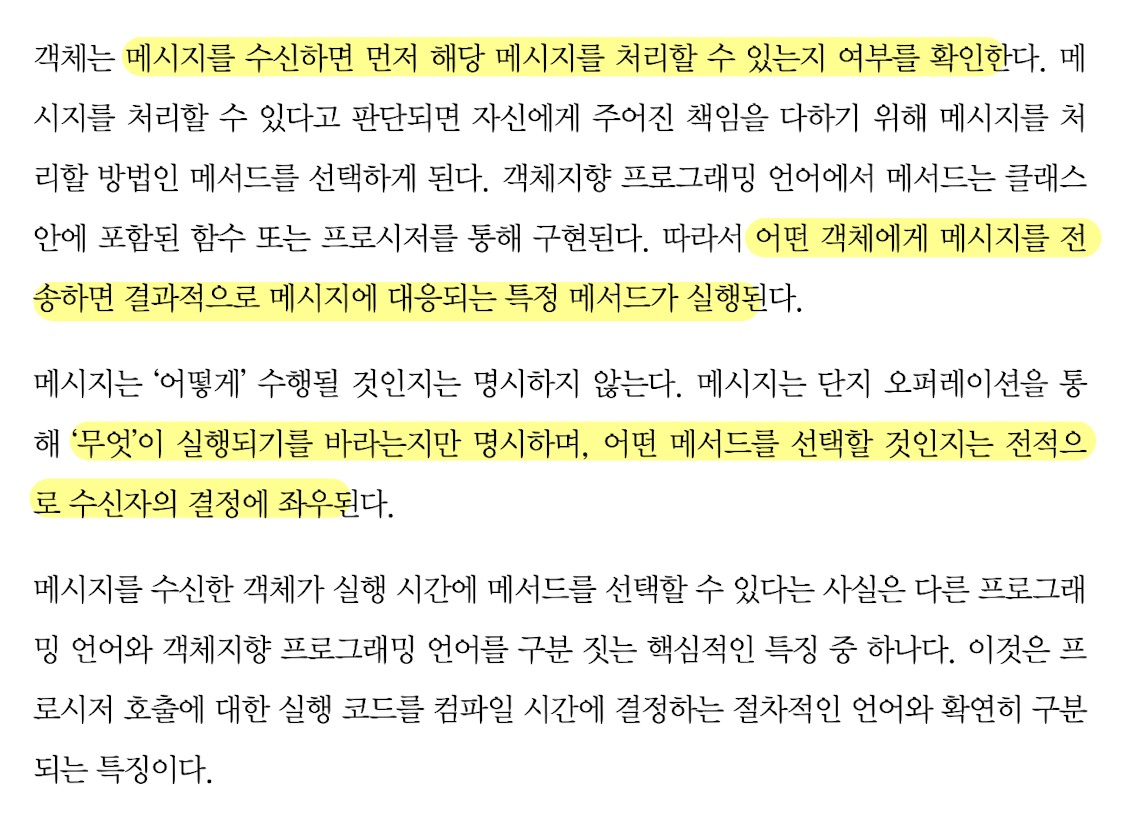 객체는 메시지를 수신하면 먼저 해당 메시지를 처리할 수 있는지 여부를 확인한다. 메
시지를 처리할 수 있다고 판단되면 자신에게 주어진 책임을 다하기 위해 메시지를 처
리할 방법인 메서드를 선택하게 된다. 객체지향 프로그래밍 언어에서 메서드는 클래스
안에 포함된 함수 또는 프로시저를 통해 구현된다. 따라서 어떤 객체에게 메시지를 전
송하면 결과적으로 메시지에 대응되는 특정 메서드가 실행된다.
메시지는 ‘어떻게’ 수행될 것인지는 명시하지 않는다. 메시지는 단지 오퍼레이션을 통
해 ‘무엇’이 실행되기를 바라는지만 명시하며, 어떤 메서드를 선택할 것인지는 전적으
로 수신자의 결정에 좌우된다.
메시지를 수신한 객체가 실행 시간에 메서드를 선택할 수 있다는 사실은 다른 프로그래
밍 언어와 객체지향 프로그래밍 언어를 구분 짓는 핵심적인 특징 중 하나다. 이것은 프
로시저 호출에 대한 실행 코드를 컴파일 시간에 결정하는 절차적인 언어와 확연히 구분
되는 특징이다.